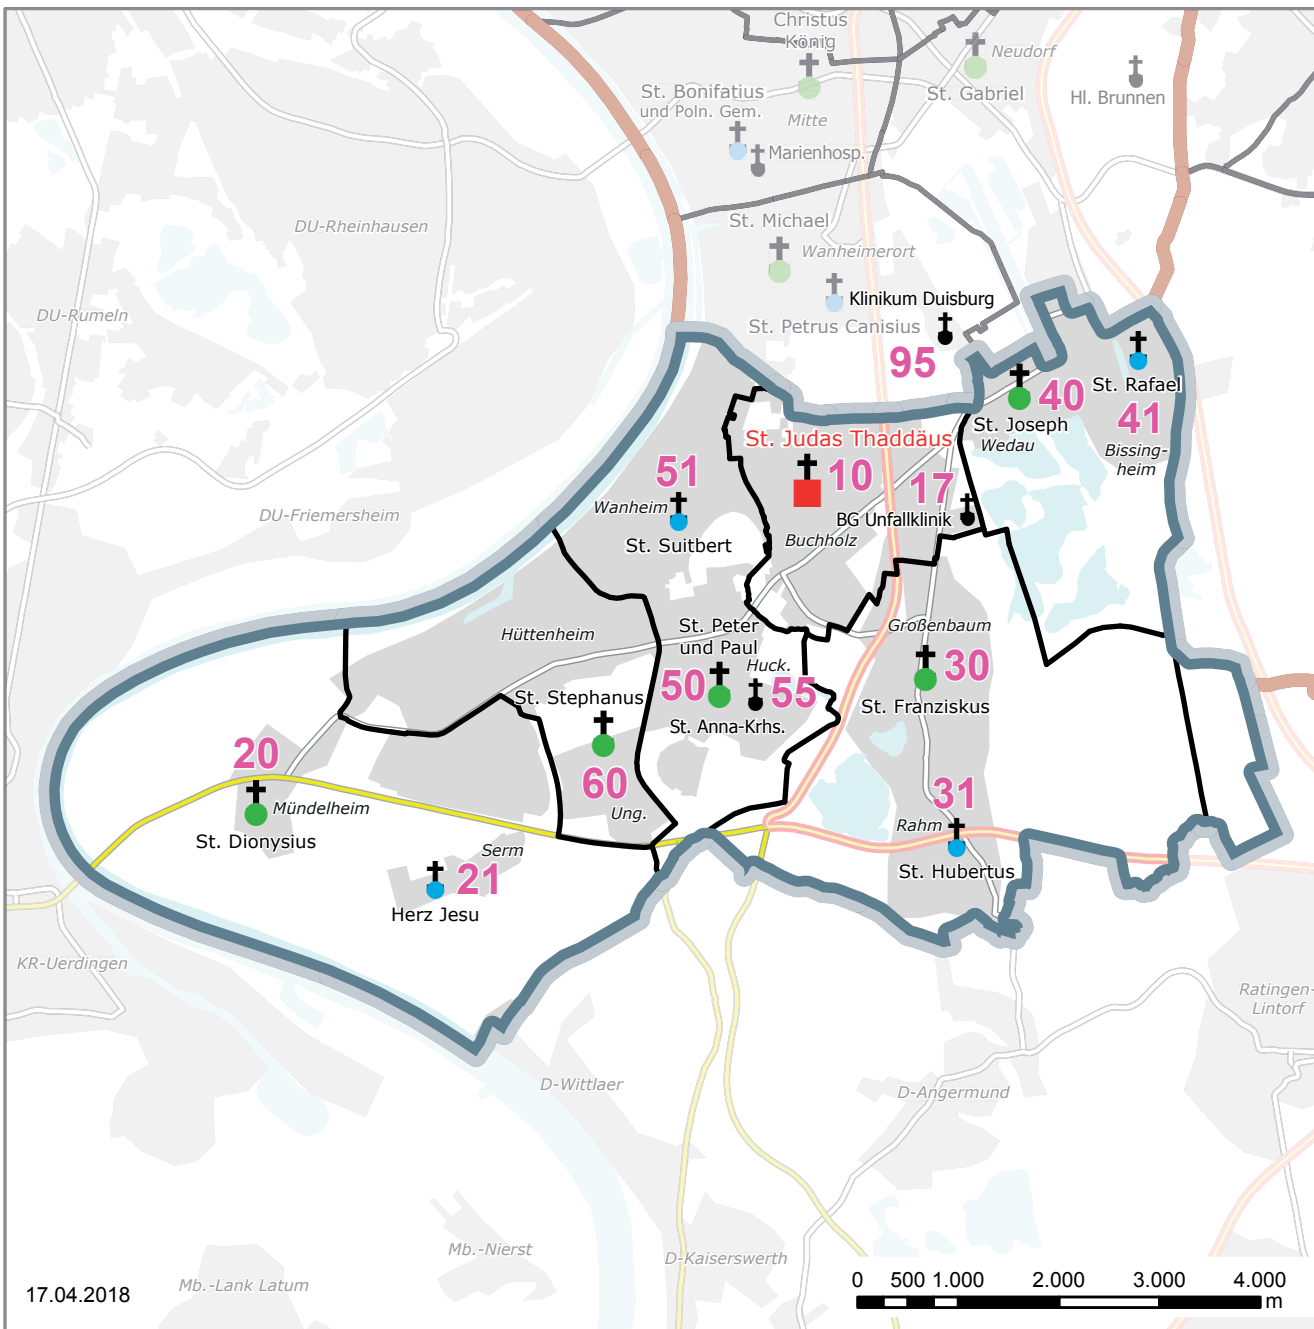 Christus
König
Neudorf
St. Gabriel
Hl. Brunnen
St. Bonifatius
und Poln. Gem.
Mitte
Marienhosp.
DU-Rheinhausen
St. Michael
Wanheimerort
Klinikum Duisburg
St. Petrus Canisius
DU-Rumeln
95
St. Rafael
40
41
St. Joseph
Wedau
Bissing-
heim
St. Judas Thaddäus
51
10
17
Wanheim
DU-Friemersheim
BG Unfallklinik
St. Suitbert
Buchholz
St. Peter
und Paul
Großenbaum
Hüttenheim
Huck.
30
50
55
St. Stephanus
St. Franziskus
St. Anna-Krhs.
20
60
31
Mündelheim
Ung.
Rahm
St. Dionysius
Serm
21
St. Hubertus
Herz Jesu
KR-Uerdingen
Ratingen-
Lintorf
D-Wittlaer
D-Angermund
Mb.-Nierst
D-Kaiserswerth
Mb.-Lank Latum
17.04.2018
0 500 1.000 2.000 3.000 4.000
m